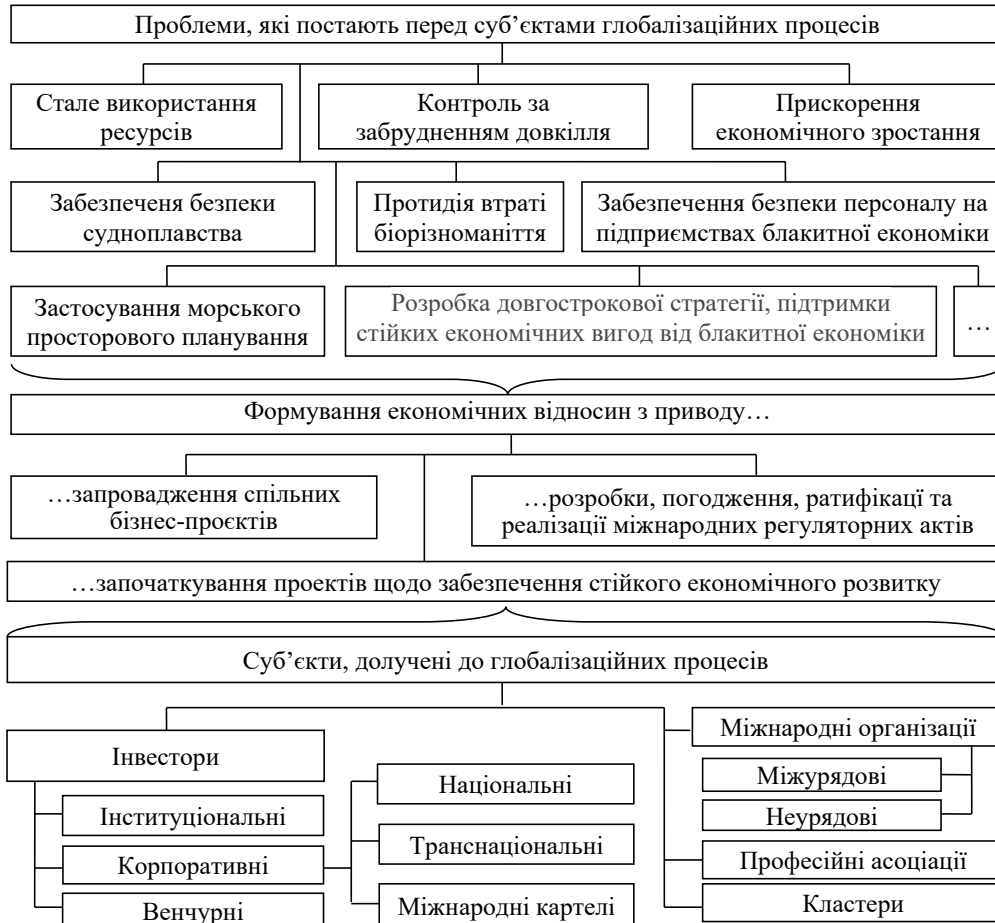 Проблеми, які постають перед суб’єктами глобалізаційних процесів
Стале використання
ресурсів
Контроль за
забрудненням довкілля
Прискорення
економічного зростання
Забезпеченя безпеки
судноплавства
Протидія втраті
біорізноманіття
Забезпечення безпеки персоналу на
підприємствах блакитної економіки
Застосування морського
просторового планування
Розробка довгострокової стратегії, підтримки
стійких економічних вигод від блакитної економіки
…
Формування економічних відносин з приводу…
…запровадження спільних
бізнес-проєктів
…розробки, погодження, ратифікацї та
реалізації міжнародних регуляторних актів
…започаткування проектів щодо забезпечення стійкого економічного розвитку
Суб’єкти, долучені до глобалізаційних процесів
Інвестори
Інституціональні
Корпоративні
Венчурні
Національні
Транснаціональні
Міжнародні картелі
Міжнародні організації
Міжурядові
Неурядові
Професійні асоціації
Кластери